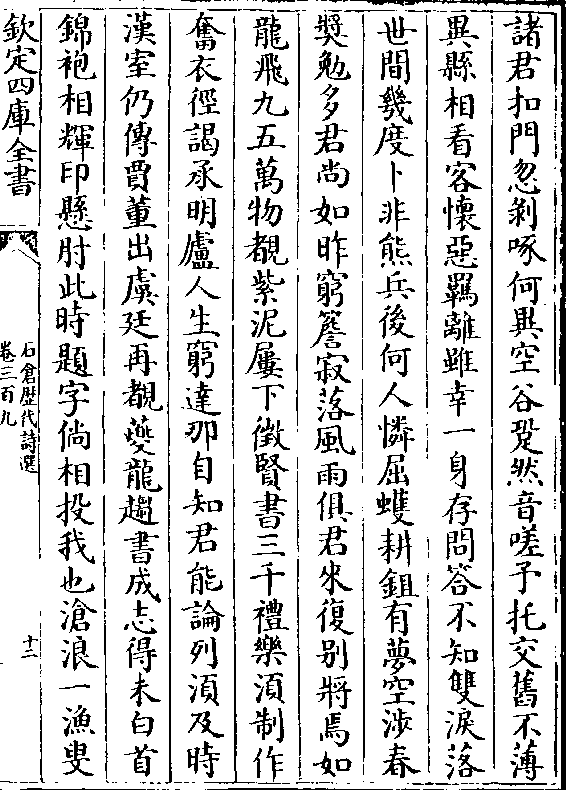 諸君扣門忽剝啄何異空谷跫然音嗟予托交舊不薄
異縣相看客懷惡羈離雖幸一身存問答不知雙淚落
世間幾度卜非熊兵後何人憐屈蠖耕鉏有夢空涉春
奬勉多君尚如昨窮簷寂落風雨俱君來復别將焉如
龍飛九五萬物覩紫泥屢下徵賢書三千禮樂湏制作
奮衣徑謁承明廬人生窮達那自知君能論列湏及時
漢室仍傳賈董出虞廷再覩夔龍趨書成志得未白首
錦袍相輝印懸肘此時題字倘相投我也滄浪一漁叟
欽定四庫全書
石倉歴代詩選
卷三百九
十二